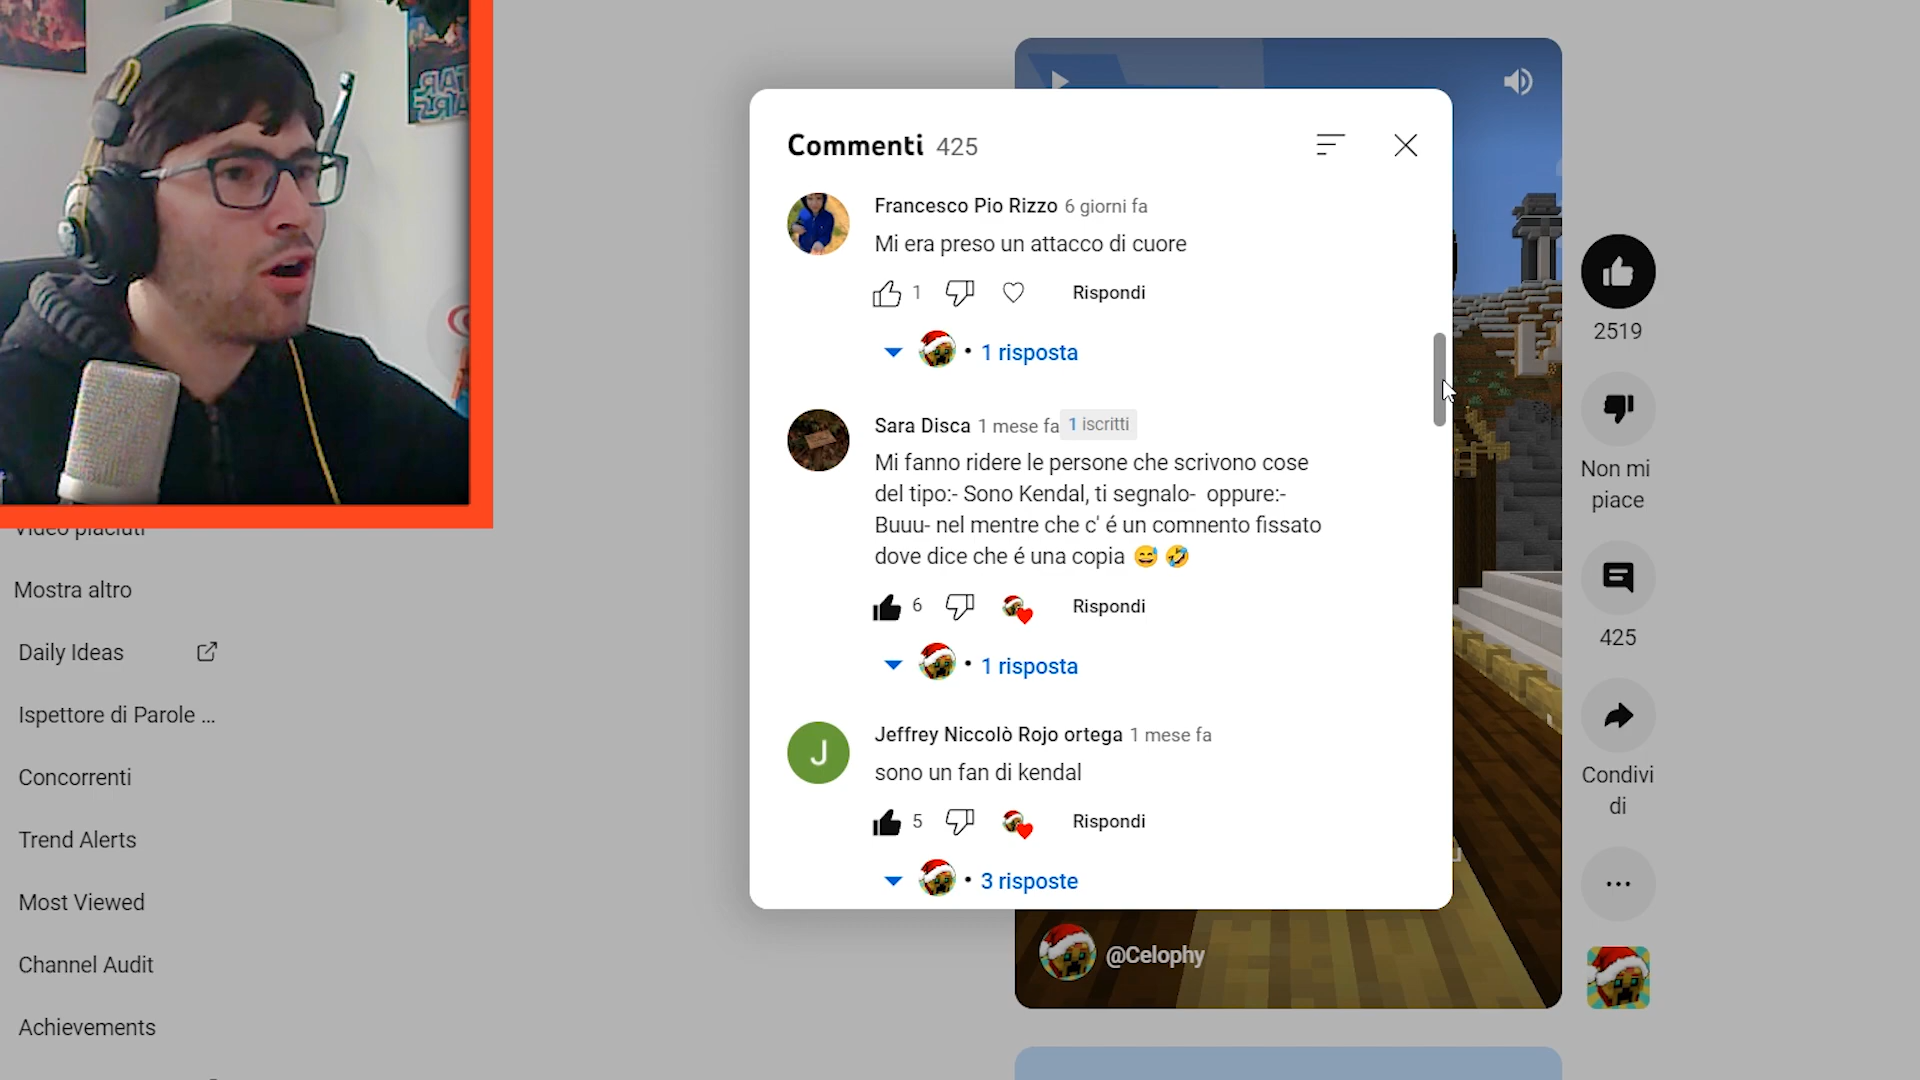 Commenti 425
Francesco Pio Rizzo 6 giorni fa
Mi era preso un attacco di cuore
1 Rispondi
• 1 risposta
Sara Disca 1 mese fa 1 iscritti
Mi fanno ridere le persone che scrivono cose
del tipo:- Sono Kendal, ti segnalo- oppure:-
Buuu- nel mentre che c' é un comnento fissato
dove dice che é una copia 😅 🤣
6 Rispondi
• 1 risposta
Jeffrey Niccolò Rojo ortega 1 mese fa
sono un fan di kendal
5 Rispondi
• 3 risposte
@Celophy
2519
Non mi
piace
425
Condivi
di
Video piaciuti
Mostra altro
Daily Ideas
Ispettore di Parole ...
Concorrenti
Trend Alerts
Most Viewed
Channel Audit
Achievements
J